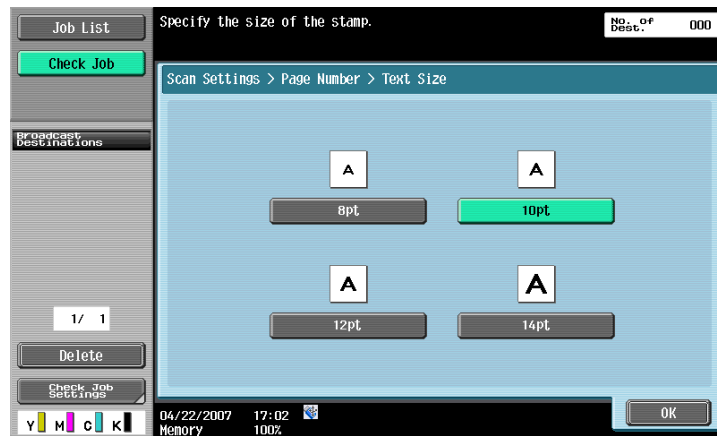 Job List
Check Job
Broadcast
Destinations
1/ 1
Delete
Check Job
Settings
Y M C K
Specify the size of the stamp.
No. of
Dest. 000
Scan Settings > Page Number > Text Size
A A
8pt 10pt
A A
12pt 14pt
04/22/2007 17:02
Memory 100%
OK